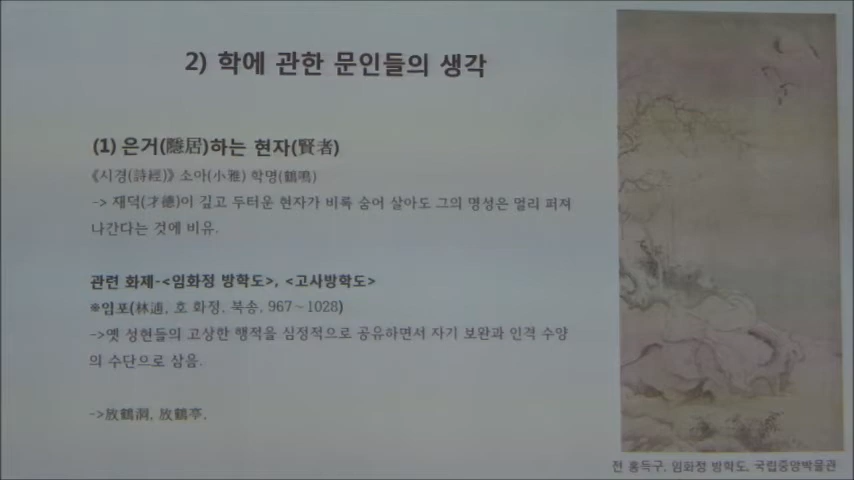 2) 학에 관한 문인들의 생각
(1) 은거(隱居)하는 현자(賢者)
《시경(詩經)》 소아(小雅) 학명(鶴鳴)
-> 재덕(才德)이 깊고 두터운 현자가 비록 숨어 살아도 그의 명성은 멀리 퍼져
나간다는 것에 비유.
관련 화제-<임화정 방학도>, <고사방학도>
※임포(林逋, 호 화정, 북송, 967~1028)
->옛 성현들의 고상한 행적을 심정적으로 공유하면서 자기 보완과 인격 수양
의 수단으로 삼음.
->放鶴洞, 放鶴亭,
전 홍득구, 임화정 방학도, 국립중앙박물관